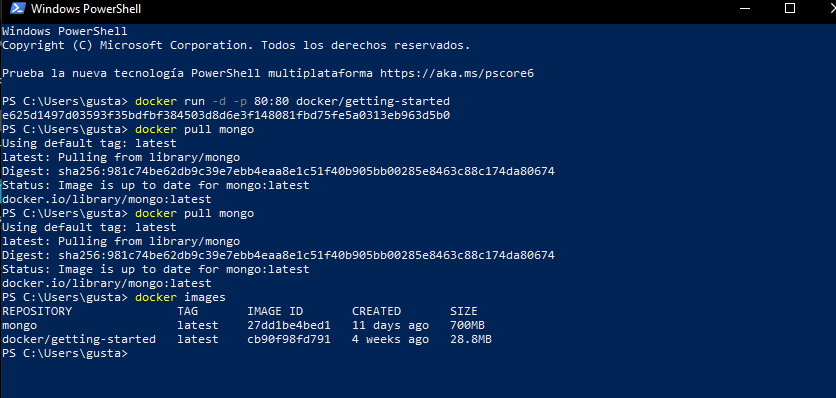 Windows PowerShell
Windows PowerShell
Copyright (C) Microsoft Corporation. Todos los derechos reservados.
Prueba la nueva tecnología PowerShell multiplataforma https://aka.ms/pscore6
PS C:\Users\gusta> docker run -d -p 80:80 docker/getting-started
e625d1497d03593f35bdfbf384503d8d6e3f148081fbd75fe5a0313eb963d5b0
PS C:\Users\gusta> docker pull mongo
Using default tag: latest
latest: Pulling from library/mongo
Digest: sha256:981c74be62db9c39e7ebb4eaa8e1c51f40b905bb00285e8463c88c174da80674
Status: Image is up to date for mongo:latest
docker.io/library/mongo:latest
PS C:\Users\gusta> docker pull mongo
Using default tag: latest
latest: Pulling from library/mongo
Digest: sha256:981c74be62db9c39e7ebb4eaa8e1c51f40b905bb00285e8463c88c174da80674
Status: Image is up to date for mongo:latest
docker.io/library/mongo:latest
PS C:\Users\gusta> docker images
REPOSITORY TAG IMAGE ID CREATED SIZE
mongo latest 27dd1be4bed1 11 days ago 700MB
docker/getting-started latest cb90f98fd791 4 weeks ago 28.8MB
PS C:\Users\gusta>